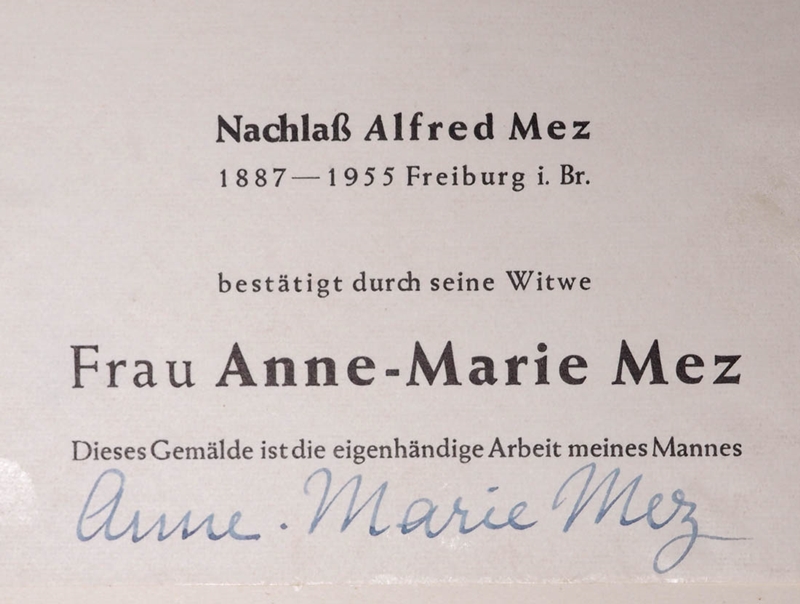 Nachlaß Alfred Mez
1887—1955 Freiburg i. Br.
bestätigt durch seine Witwe
Frau Anne-Marie Mez
Dieses Gemälde ist die eigenhändige Arbeit meines Mannes
Anne. Marie Mez